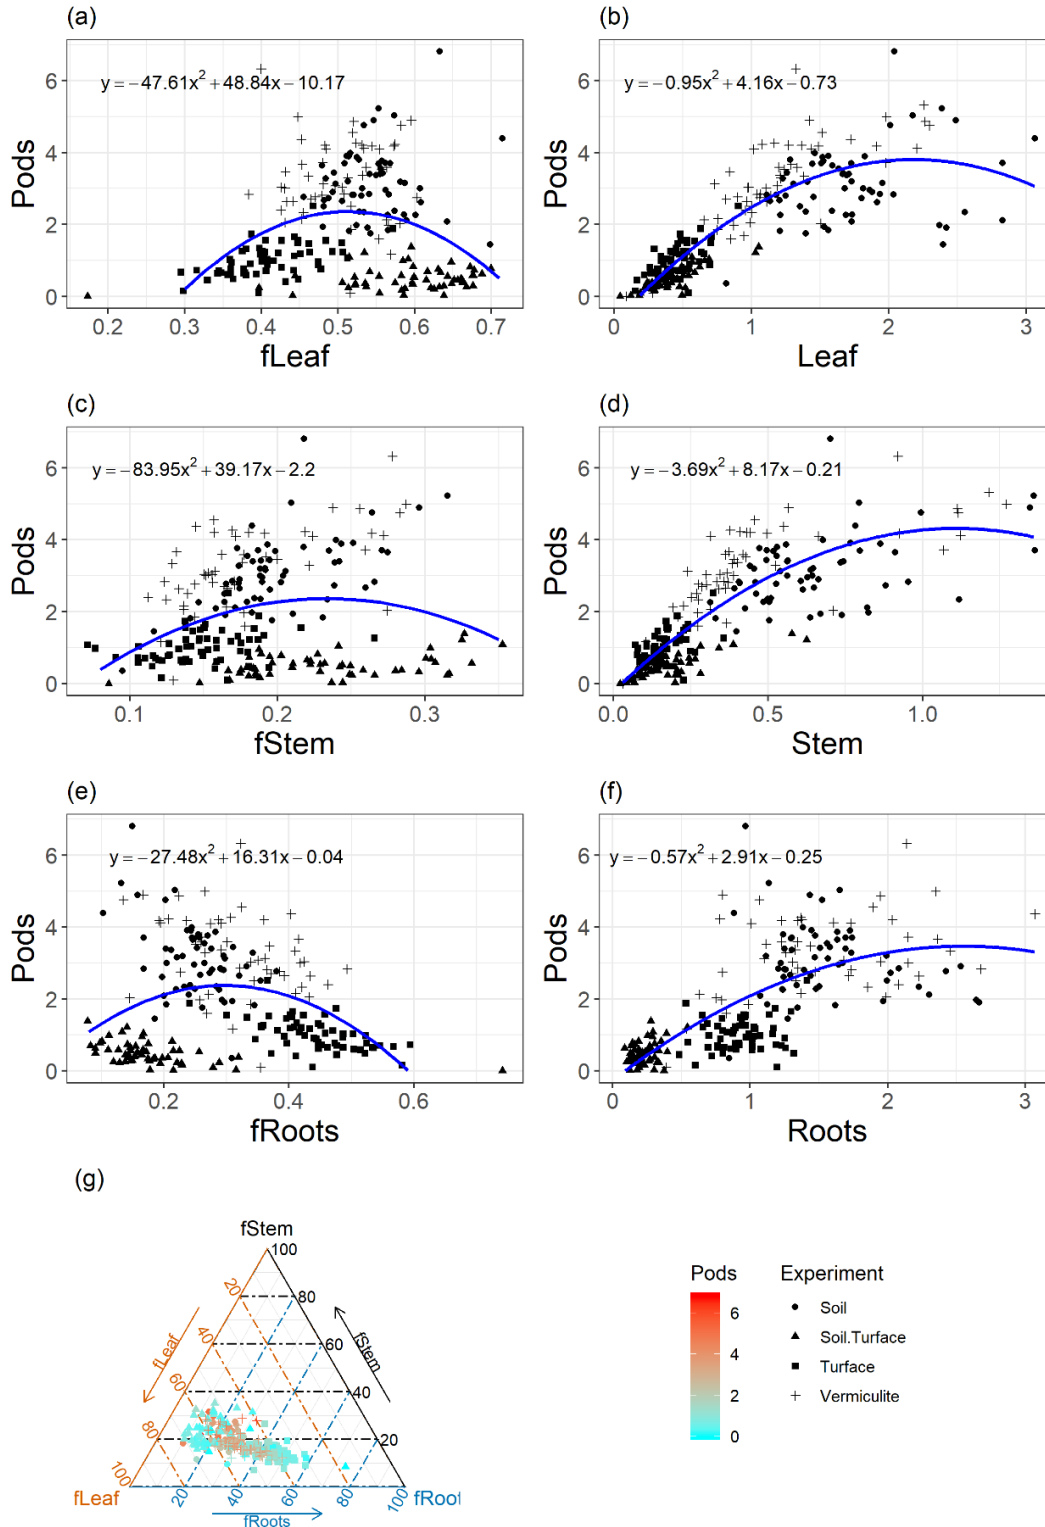 (a)
y = −47.61x² + 48.84x − 10.17
Pods
6
4
2
0
0.2 0.3 0.4 0.5 0.6 0.7
fLeaf
(b)
y = −0.95x² + 4.16x − 0.73
Pods
6
4
2
0
0 1 2 3
Leaf
(c)
y = −83.95x² + 39.17x − 2.2
Pods
6
4
2
0
0.1 0.2 0.3
fStem
(d)
y = −3.69x² + 8.17x − 0.21
Pods
6
4
2
0
0.0 0.5 1.0
Stem
(e)
y = −27.48x² + 16.31x − 0.04
Pods
6
4
2
0
0.2 0.4 0.6
fRoots
(f)
y = −0.57x² + 2.91x − 0.25
Pods
6
4
2
0
0 1 2 3
Roots
(g)
fStem
100
80
60
40
20
20
40
60
80
100
fLeaf
fStem
fLeaf
20 40 60 80 100
fRoot
fRoots
Pods
6
4
2
0
Experiment
Soil
Soil.Turface
Turface
Vermiculite